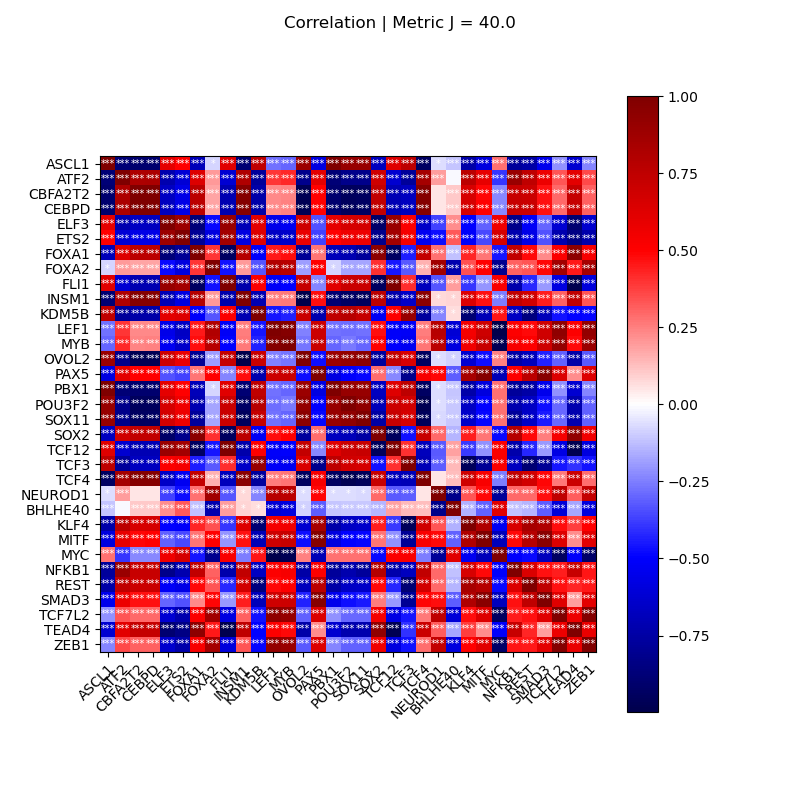 Correlation | Metric J = 40.0
ASCL1
ATF2
CBFA2T2
CEBPD
ELF3
ETS2
FOXA1
FOXA2
FLI1
INSM1
KDM5B
LEF1
MYB
OVOL2
PAX5
PBX1
POU3F2
SOX11
SOX2
TCF12
TCF3
TCF4
NEUROD1
BHLHE40
KLF4
MITF
MYC
NFKB1
REST
SMAD3
TCF7L2
TEAD4
ZEB1
ASCL1
ATF2
CBFA2T2
CEBPD
ELF3
ETS2
FOXA1
FOXA2
FLI1
INSM1
KDM5B
LEF1
MYB
OVOL2
PAX5
PBX1
POU3F2
SOX11
SOX2
TCF12
TCF3
TCF4
NEUROD1
BHLHE40
KLF4
MITF
MYC
NFKB1
REST
SMAD3
TCF7L2
TEAD4
ZEB1
1.00
0.75
0.50
0.25
0.00
−0.25
−0.50
−0.75